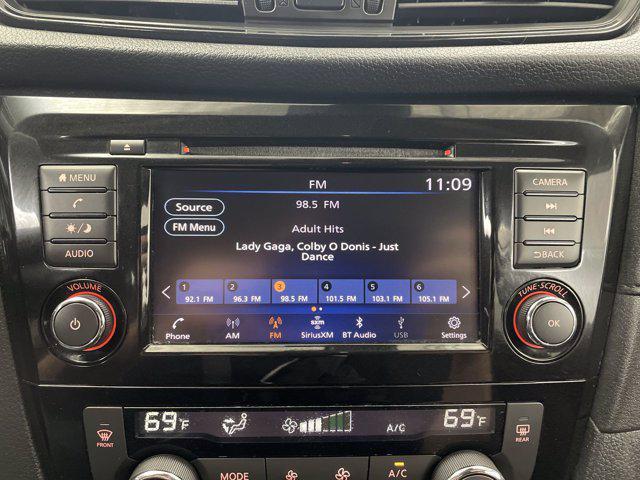 MENU
AUDIO
VOLUME
FM
11:09
98.5 FM
Source
Adult Hits
FM Menu
Lady Gaga, Colby O Donis - Just
Dance
1 2 3 4 5 6
92.1 FM 96.3 FM 98.5 FM 101.5 FM 103.1 FM 105.1 FM
sxm
Phone AM FM SiriusXM BT Audio USB Settings
CAMERA
BACK
TUNE·SCROLL
OK
FRONT
69°F
A/C
69°F
REAR
MODE
A/C